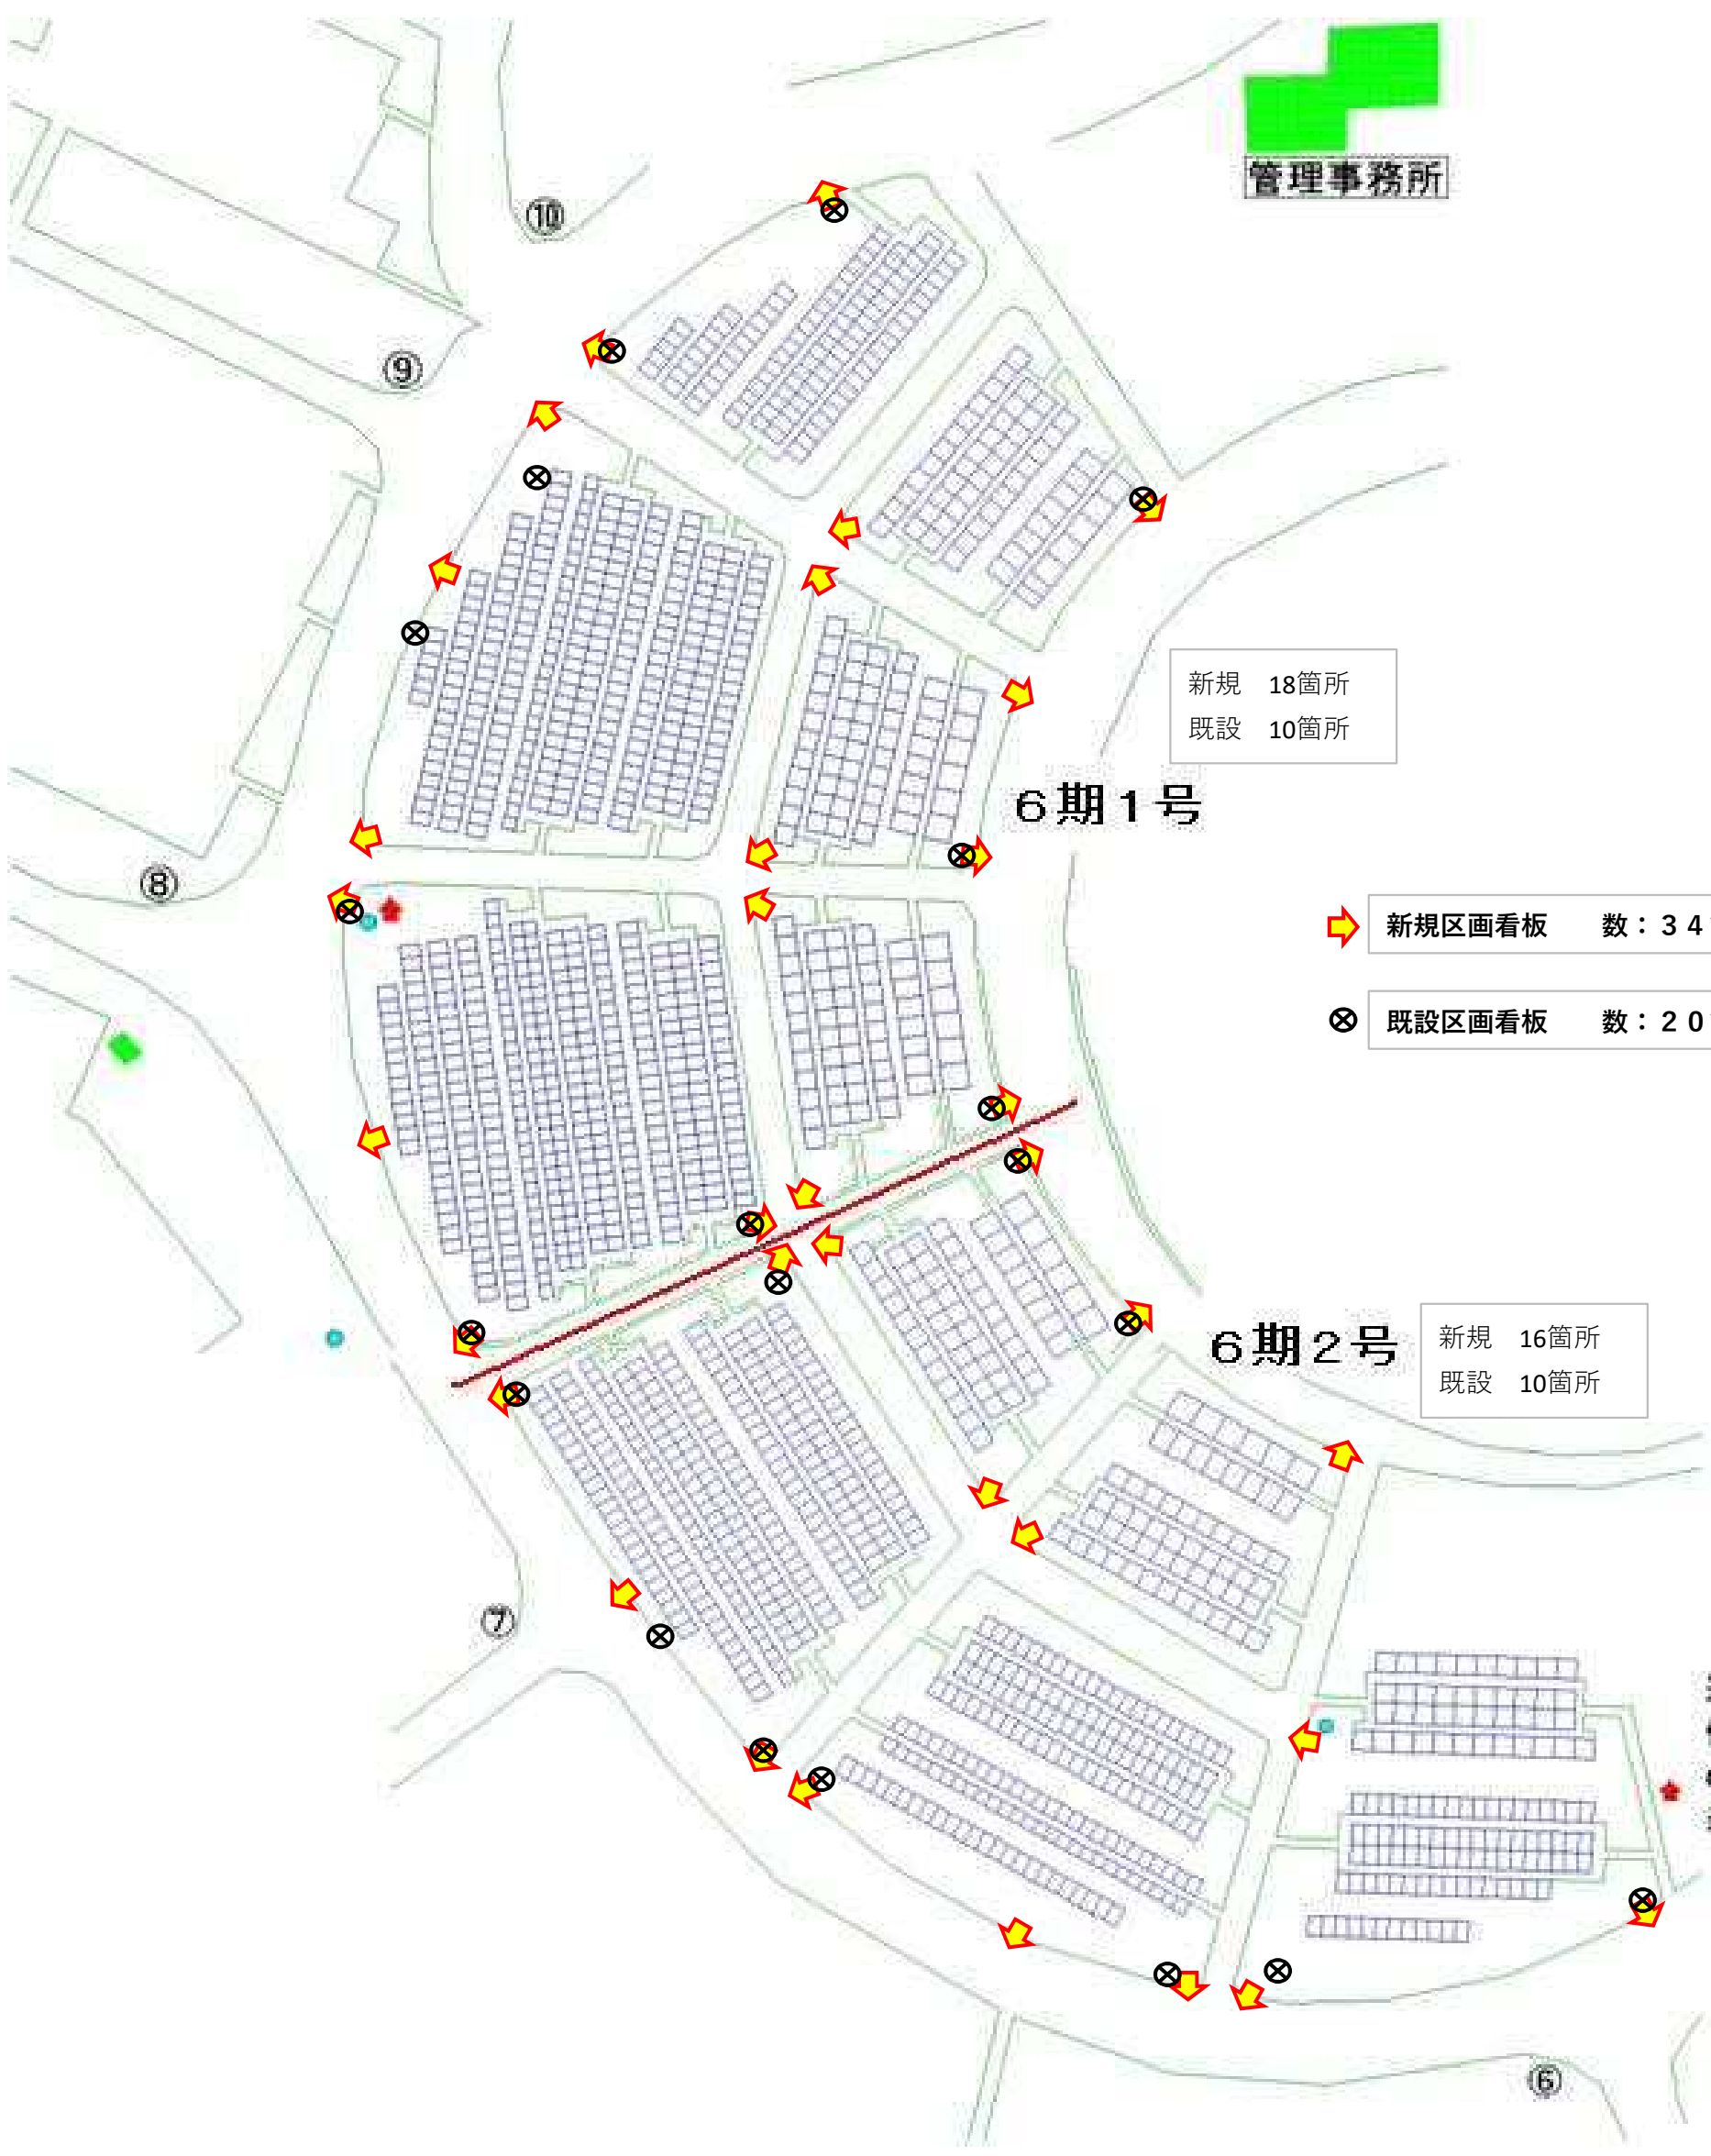 管理事務所
⑩
⑨
新規 18箇所
既設 10箇所
6期1号
⑧
新規区画看板 数：34
既設区画看板 数：20
6期2号
新規 16箇所
既設 10箇所
⑦
⑥